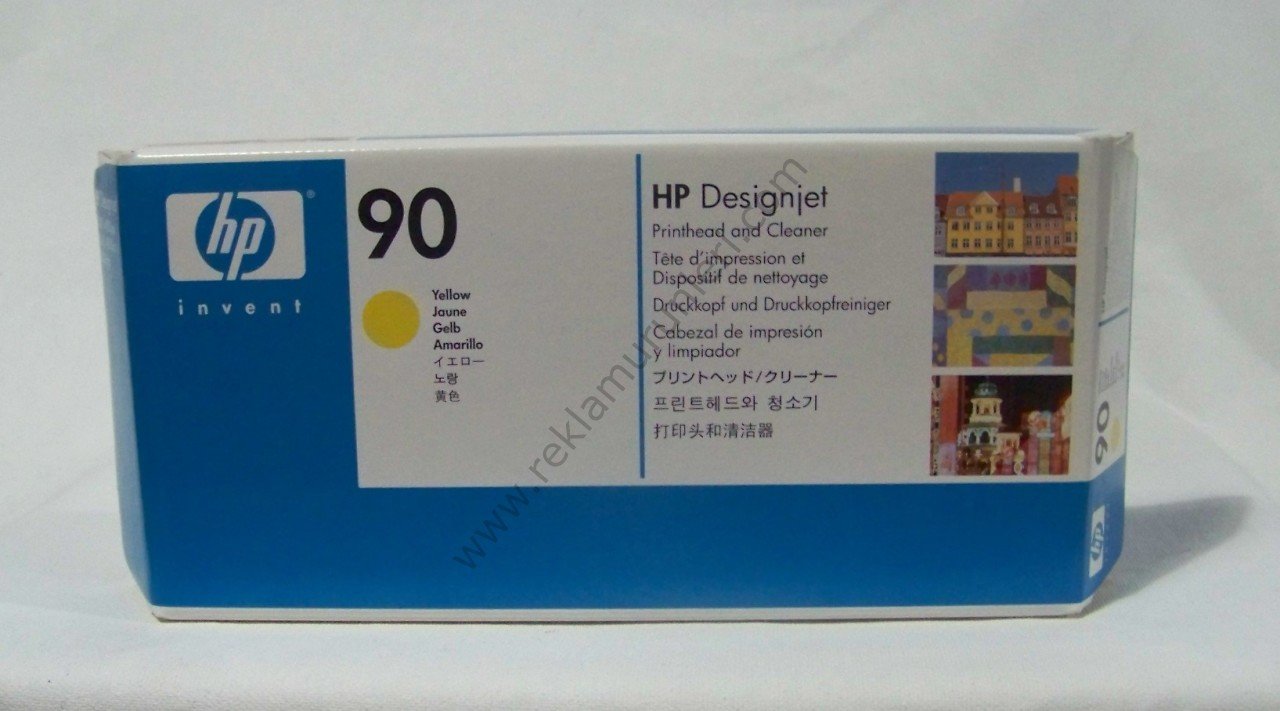 hp
®
invent
90
Yellow
Jaune
Gelb
Amarillo
イエロー
노랑
黄色
HP Designjet
Printhead and Cleaner
Tête d'impression et
Dispositif de nettoyage
Druckkopf und Druckkopfreiniger
Cabezal de impresión
y limpiador
プリントヘッド/クリーナー
프린트헤드와 청소기
打印头和清洁器
90
hp
www.reklamurunleri.com